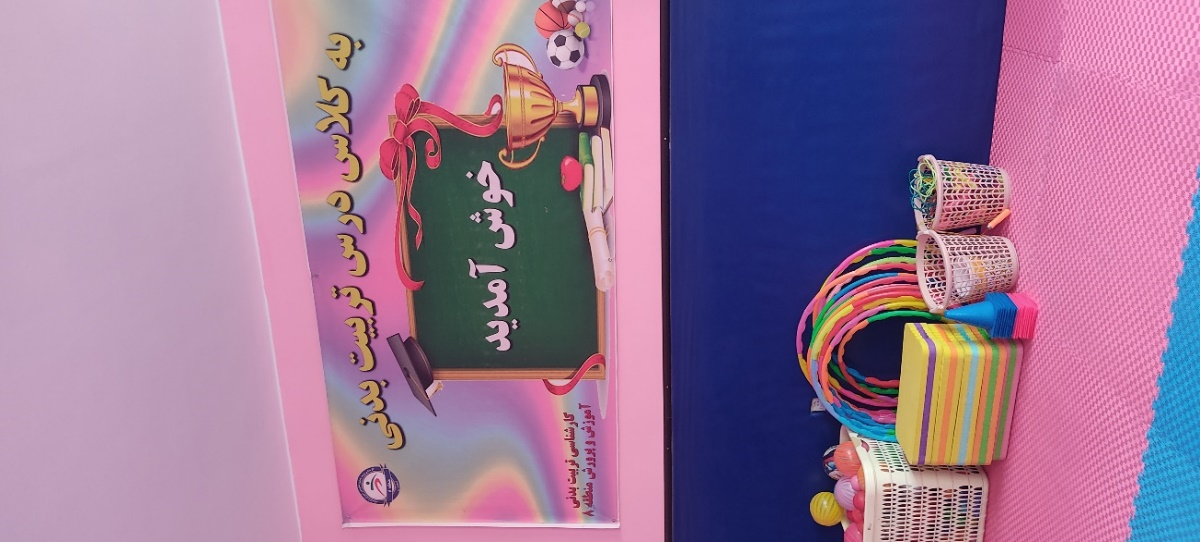 به کلاس درس تربیت بدنی
خوش آمدید
کارشناسی تربیت بدنی
آموزش و پرورش منطقه ۸